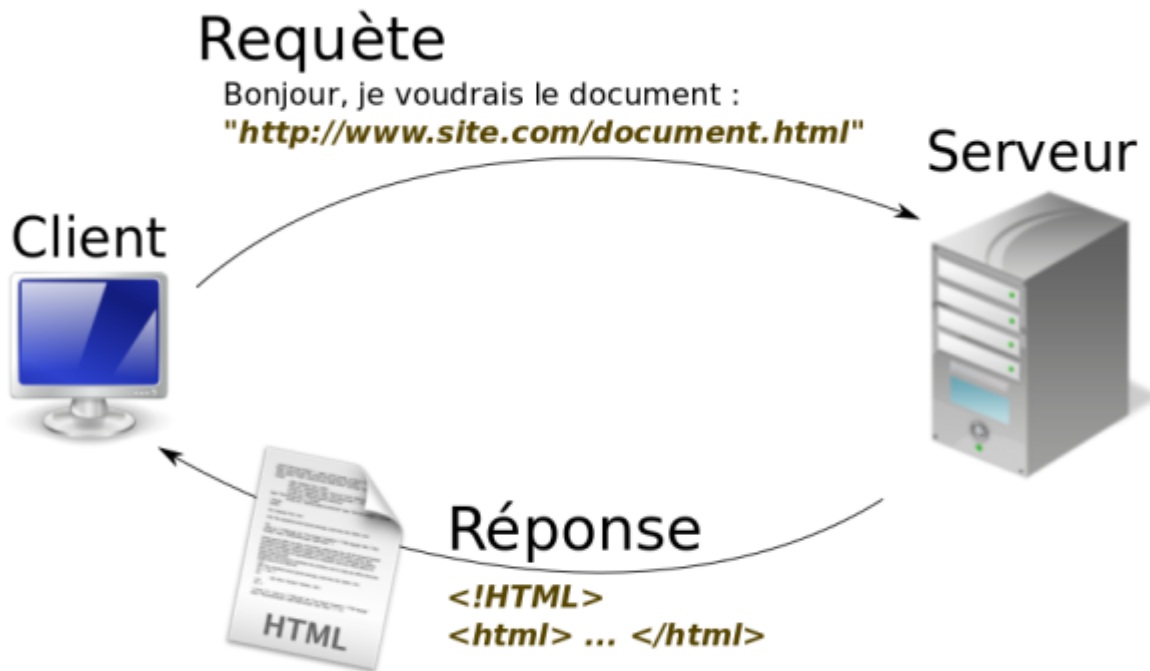 Requète
Bonjour, je voudrais le document :
"http://www.site.com/document.html"
Serveur
Client
Réponse
<!HTML>
<html> ... </html>
HTML